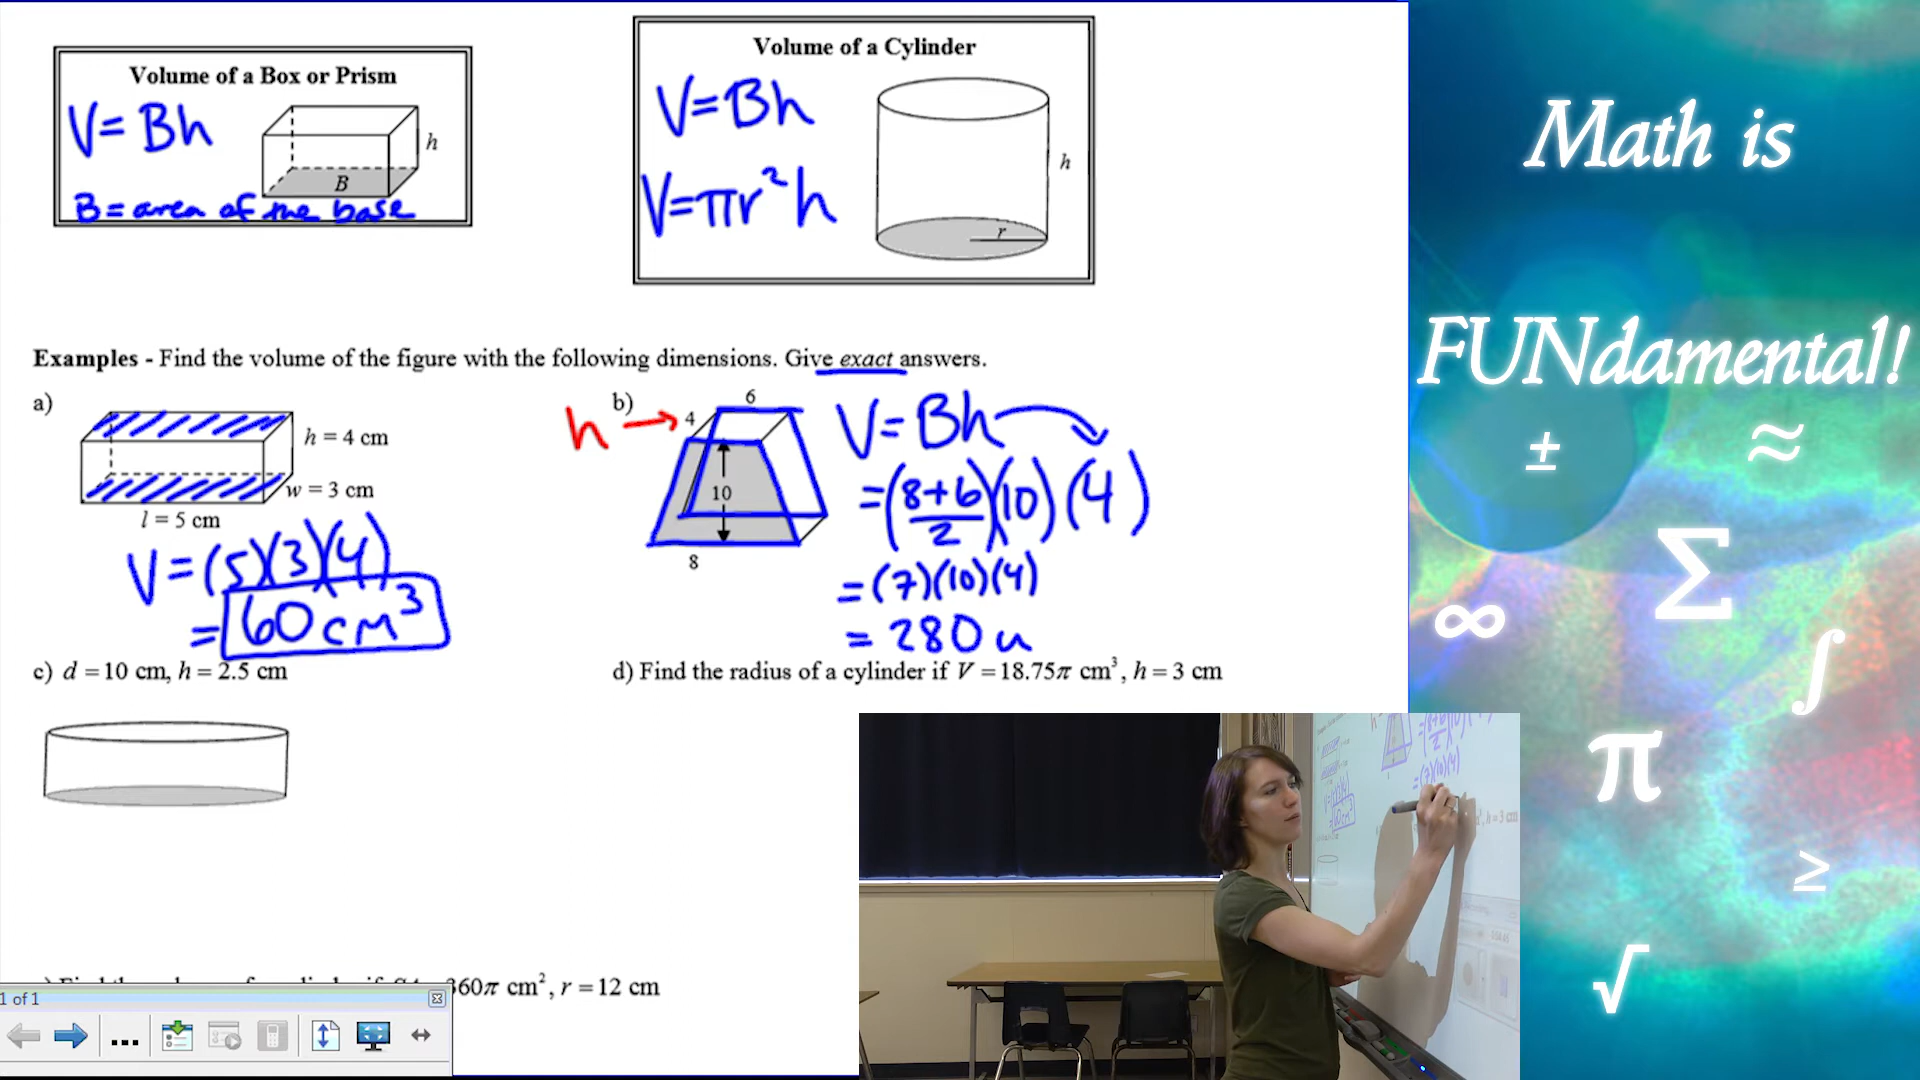 Volume of a Box or Prism
V = Bh
h
B
B = area of the base
Volume of a Cylinder
V = Bh
V = πr²h
h
r
Examples - Find the volume of the figure with the following dimensions. Give exact answers.
a)
h = 4 cm
w = 3 cm
l = 5 cm
V = (5)(3)(4)
= 60 cm³
b)
h → 4
6
10
8
V = Bh
= (8+6/2)(10)(4)
= (7)(10)(4)
= 280 u
c) d = 10 cm, h = 2.5 cm
d) Find the radius of a cylinder if V = 18.75π cm³, h = 3 cm
360π cm², r = 12 cm
1 of 1
...
Math is
FUNdamental!
± ≈
∞ Σ
∫
π
≥
√